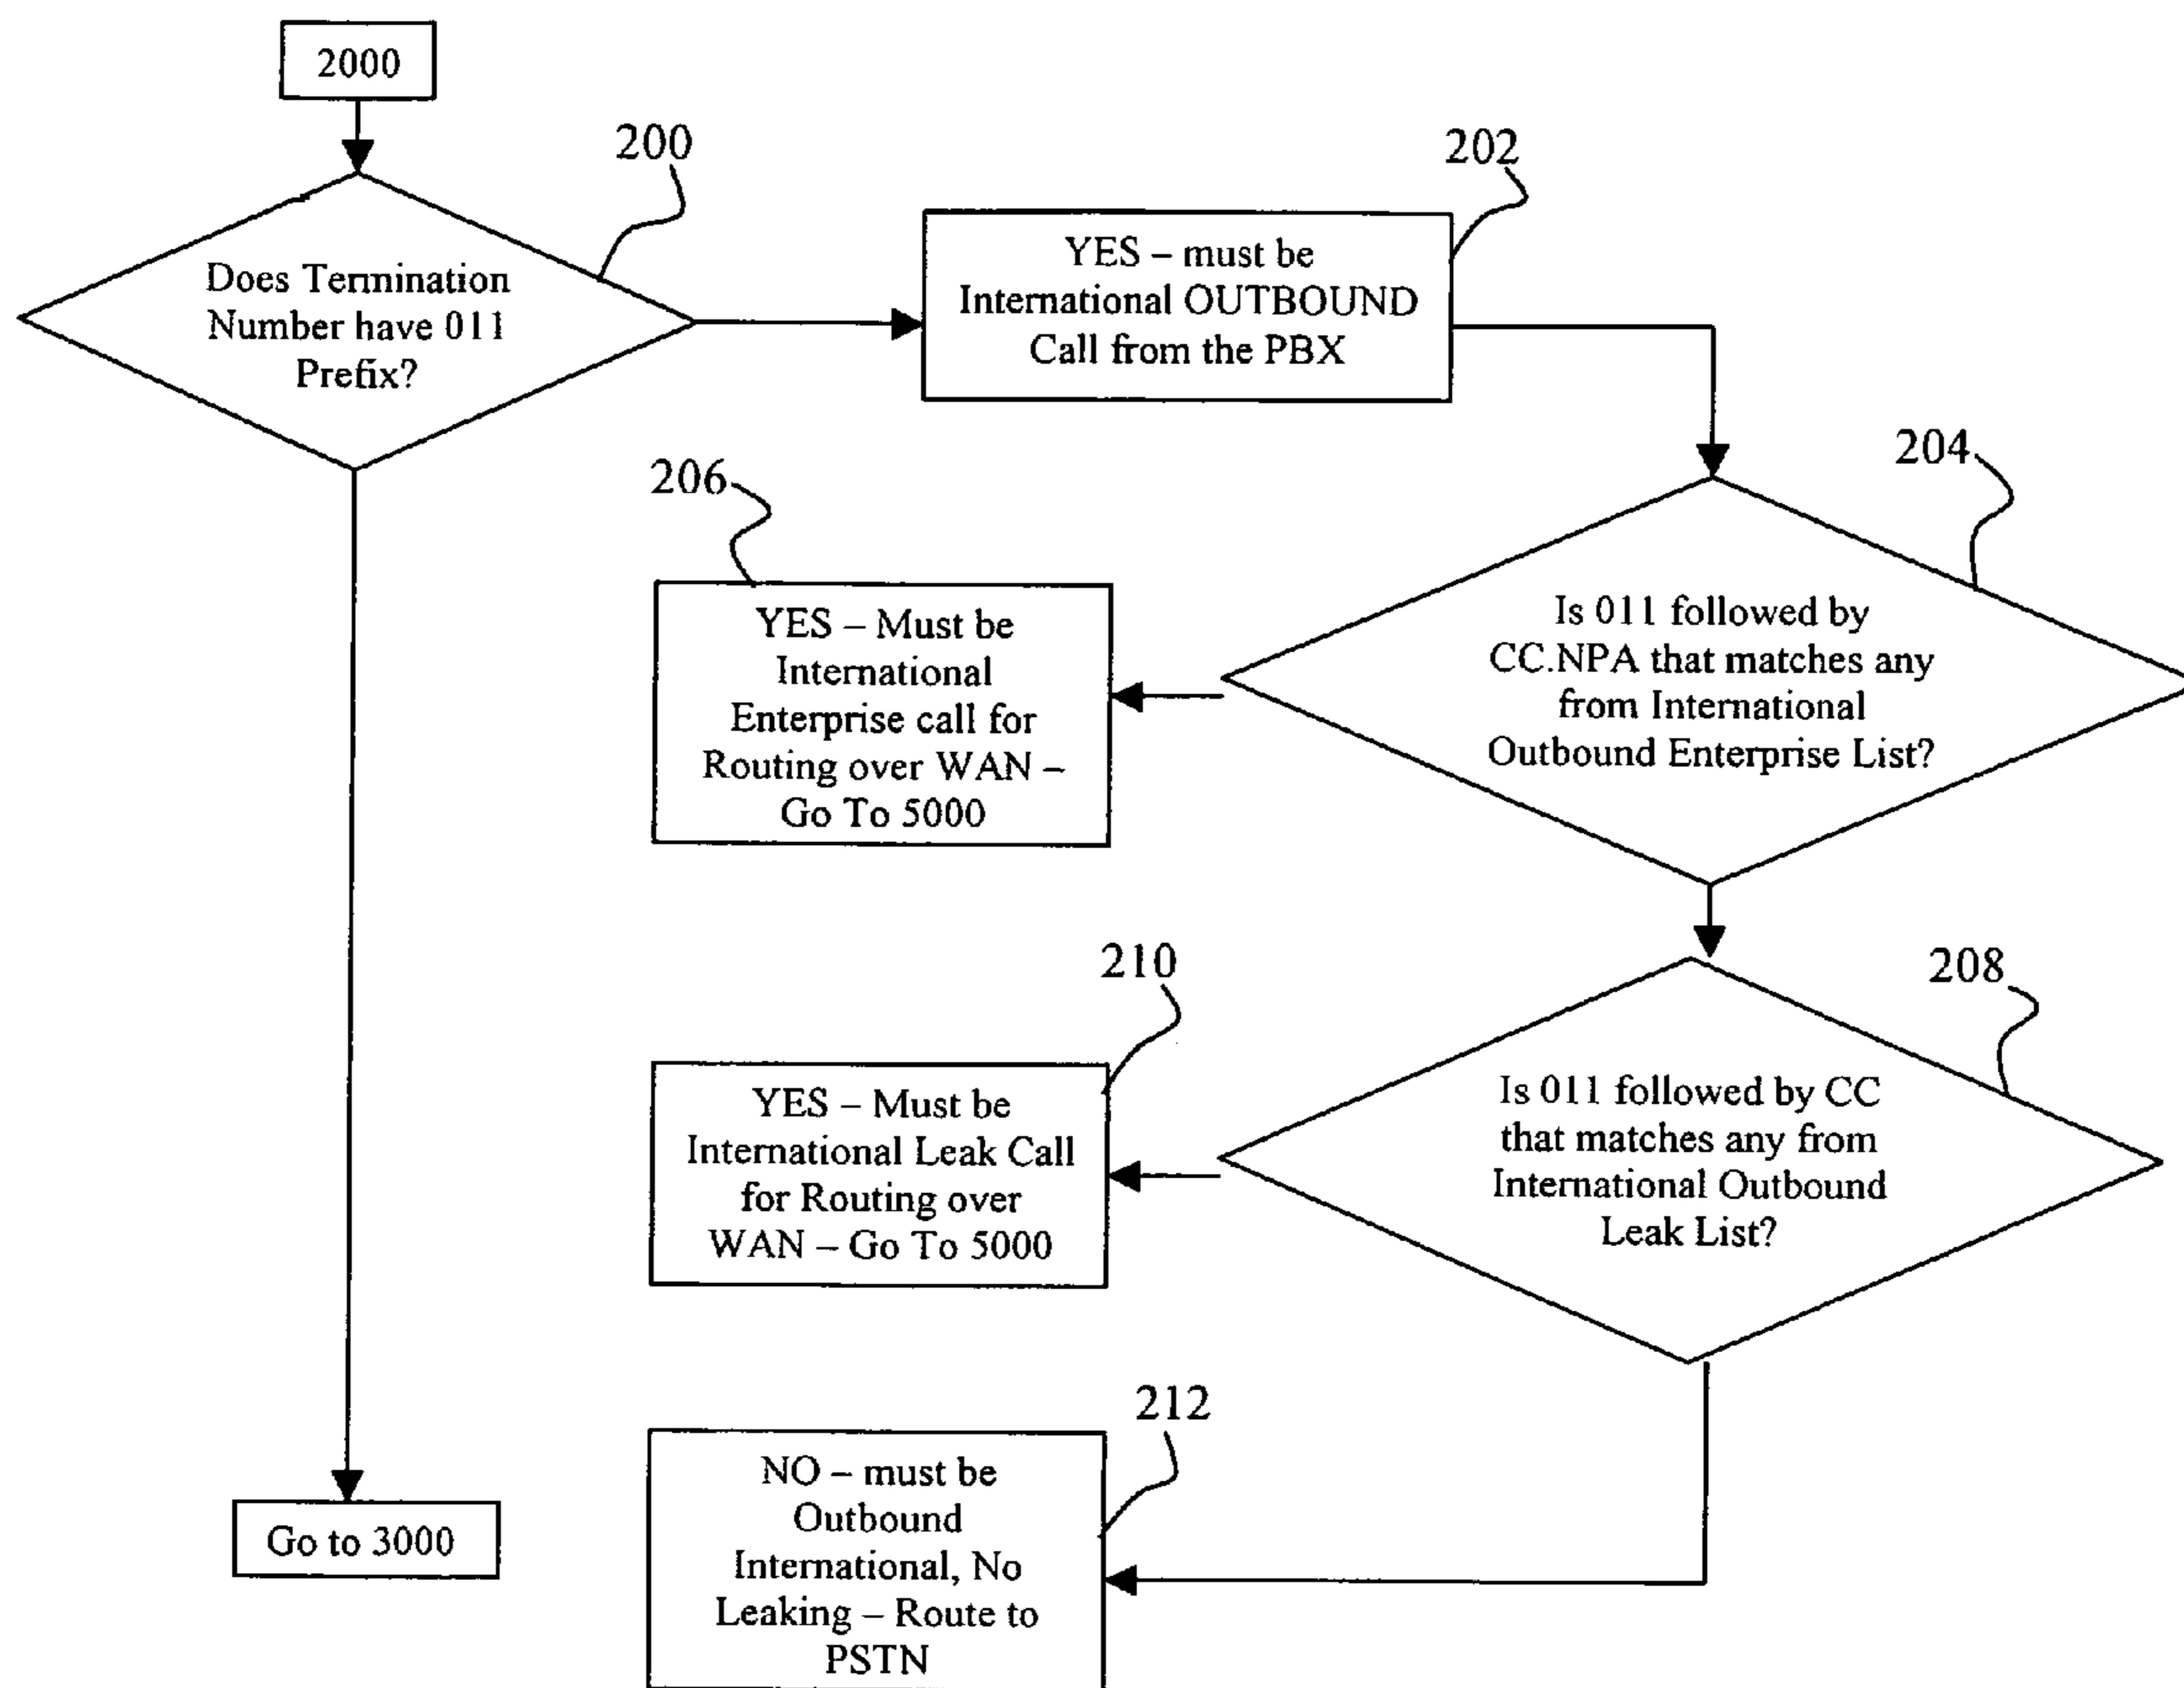 2000
200
Does Termination
Number have 011
Prefix?
202
YES – must be
International OUTBOUND
Call from the PBX
204
Is 011 followed by
CC.NPA that matches any
from International
Outbound Enterprise List?
206
YES – Must be
International
Enterprise call for
Routing over WAN –
Go To 5000
208
Is 011 followed by CC
that matches any from
International Outbound
Leak List?
210
YES – Must be
International Leak Call
for Routing over
WAN – Go To 5000
212
NO – must be
Outbound
International, No
Leaking – Route to
PSTN
Go to 3000